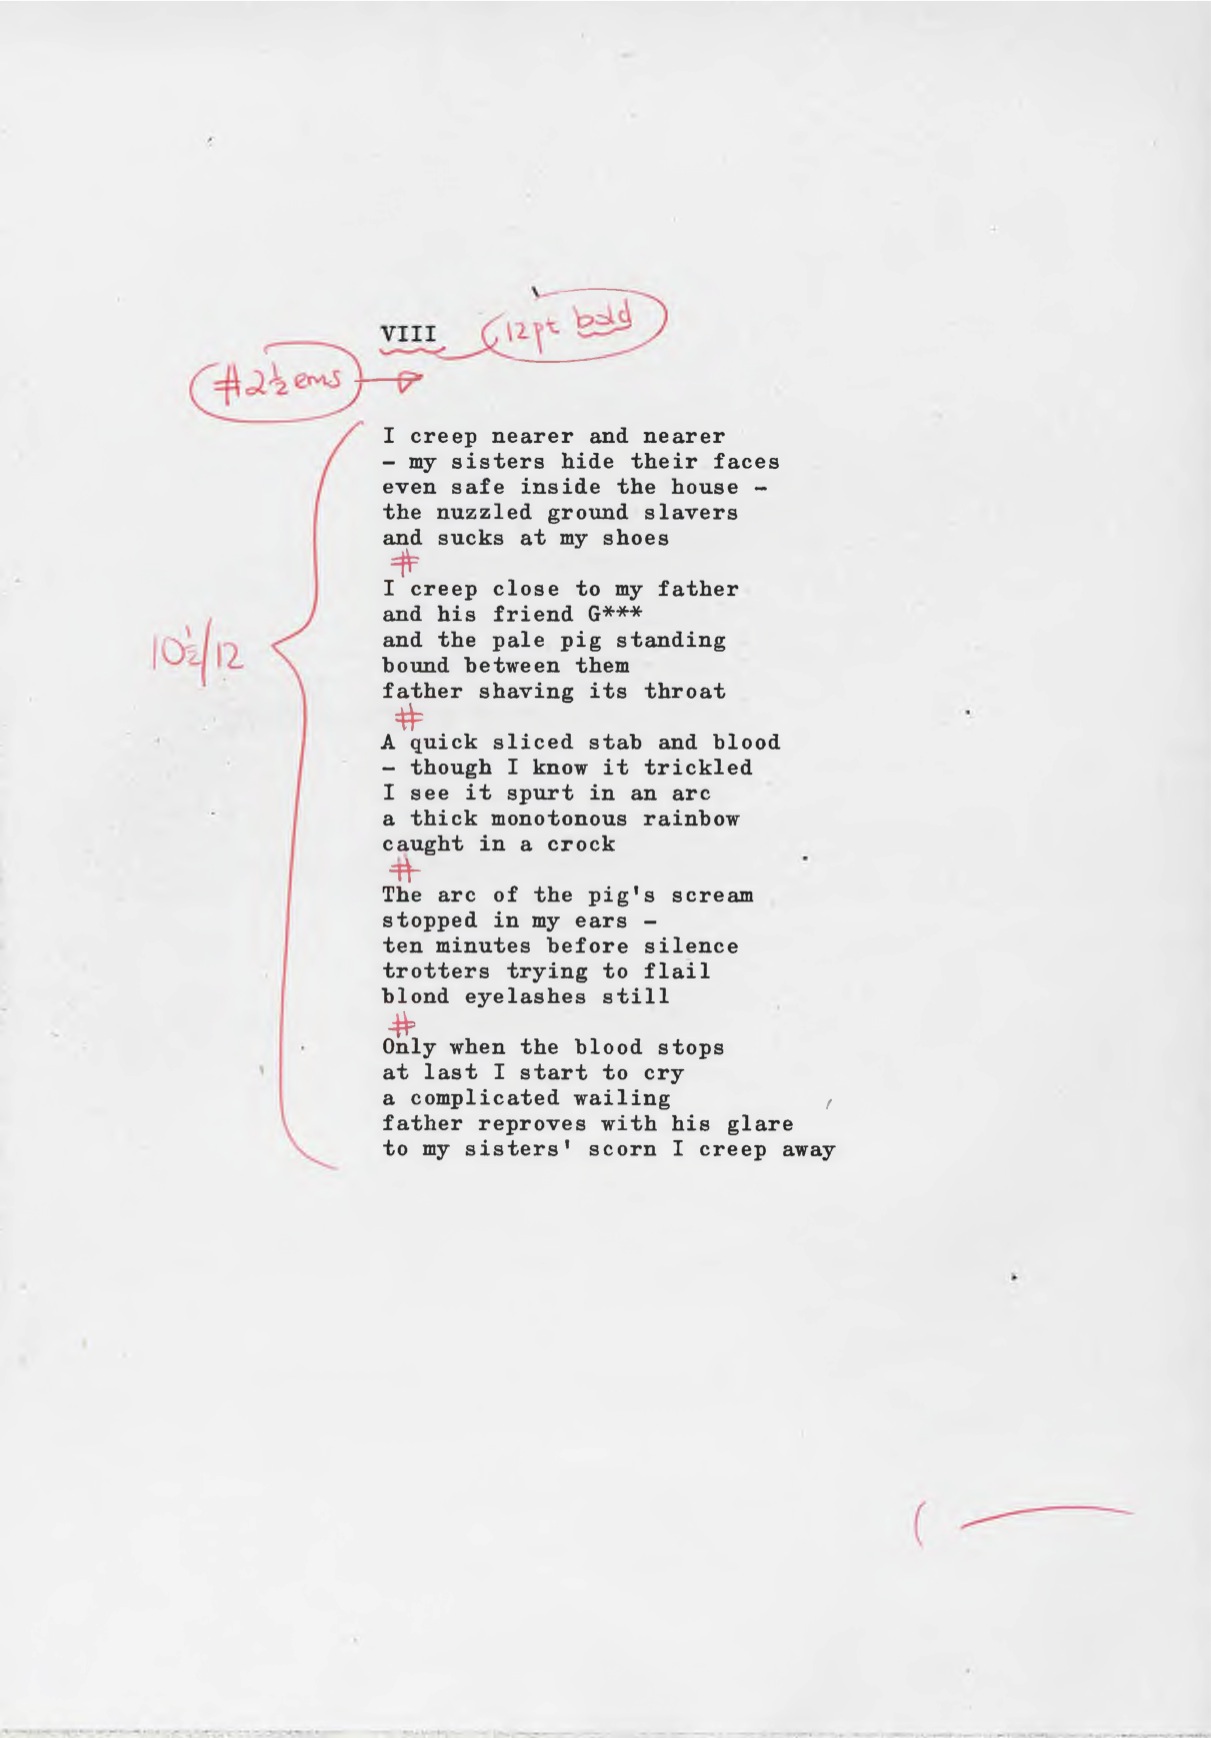 VIII
12pt bold
#2½ ems
I creep nearer and nearer
– my sisters hide their faces
even safe inside the house –
the nuzzled ground slavers
and sucks at my shoes
#
I creep close to my father
and his friend G***
and the pale pig standing
bound between them
father shaving its throat
#
10½/12
A quick sliced stab and blood
– though I know it trickled
I see it spurt in an arc
a thick monotonous rainbow
caught in a crock
#
The arc of the pig's scream
stopped in my ears –
ten minutes before silence
trotters trying to flail
blond eyelashes still
#
Only when the blood stops
at last I start to cry
a complicated wailing
father reproves with his glare
to my sisters' scorn I creep away